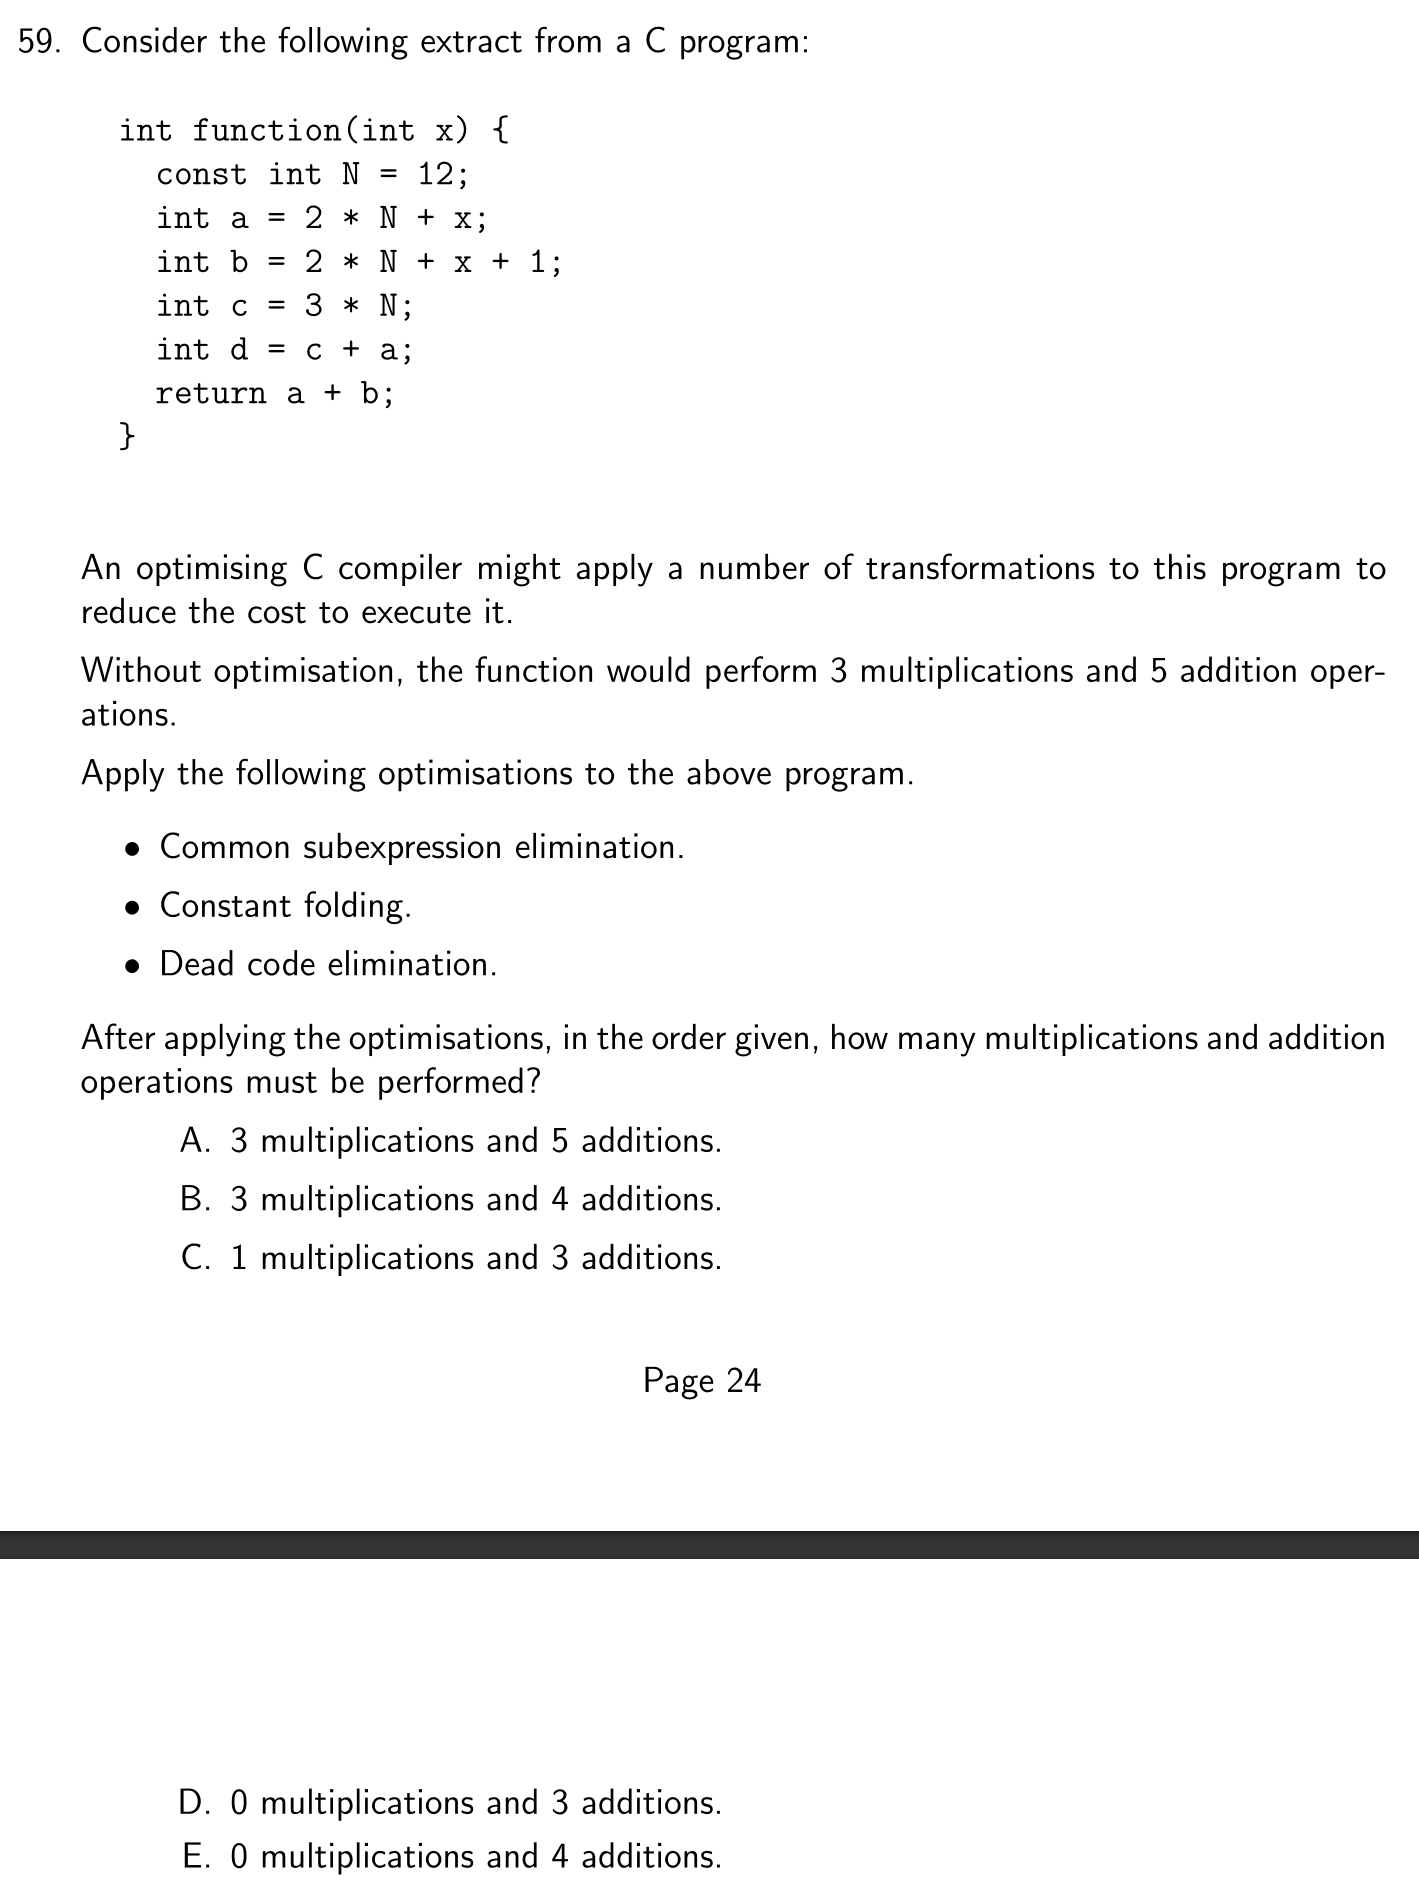 59. Consider the following extract from a C program:
int function(int x) {
  const int N = 12;
  int a = 2 * N + x;
  int b = 2 * N + x + 1;
  int c = 3 * N;
  int d = c + a;
  return a + b;
}
An optimising C compiler might apply a number of transformations to this program to
reduce the cost to execute it.
Without optimisation, the function would perform 3 multiplications and 5 addition oper-
ations.
Apply the following optimisations to the above program.
• Common subexpression elimination.
• Constant folding.
• Dead code elimination.
After applying the optimisations, in the order given, how many multiplications and addition
operations must be performed?
A. 3 multiplications and 5 additions.
B. 3 multiplications and 4 additions.
C. 1 multiplications and 3 additions.
Page 24
D. 0 multiplications and 3 additions.
E. 0 multiplications and 4 additions.